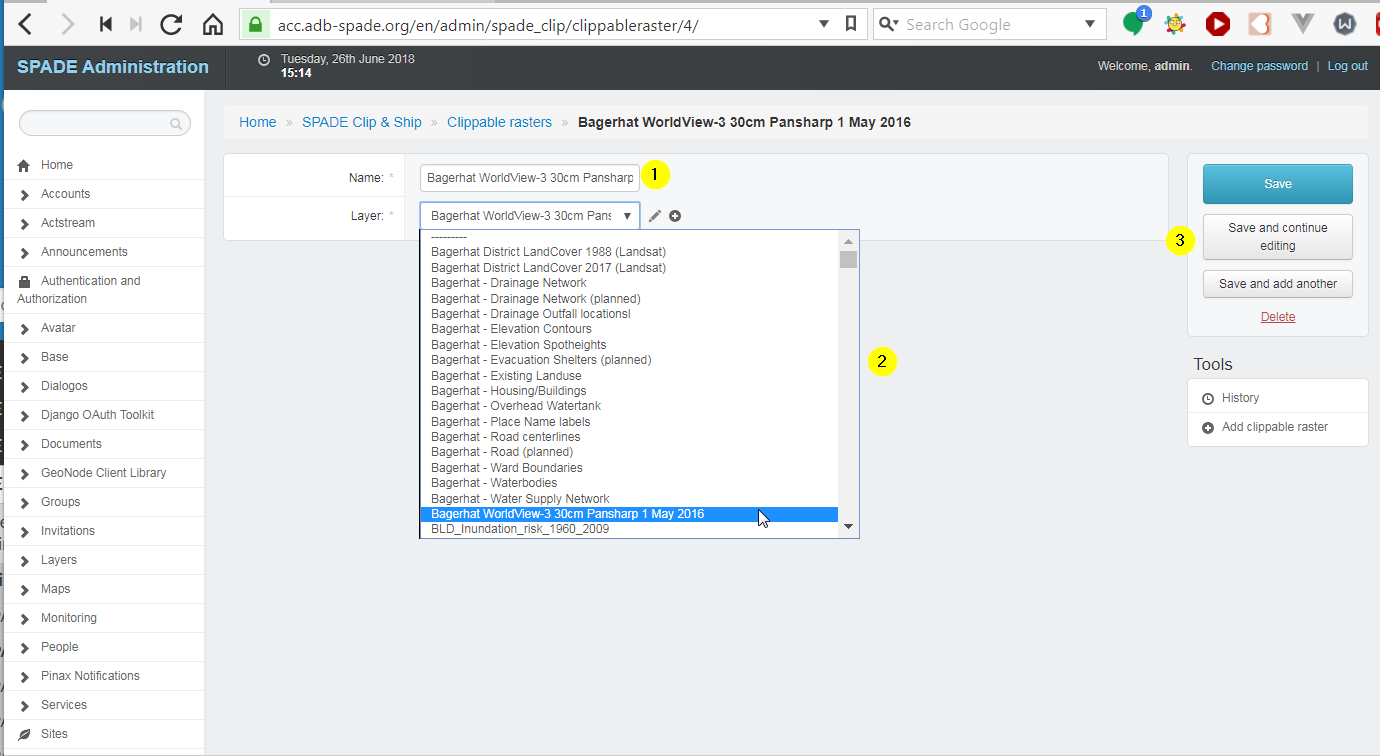 acc.adb-spade.org/en/admin/spade_clip/clippableraster/4/
Search Google
1
SPADE Administration
Tuesday, 26th June 2018
15:14
Welcome, admin. Change password | Log out
Home » SPADE Clip & Ship » Clippable rasters » Bagerhat WorldView-3 30cm Pansharp 1 May 2016
Home
Accounts
Actstream
Announcements
Authentication and
Authorization
Avatar
Base
Dialogos
Django OAuth Toolkit
Documents
GeoNode Client Library
Groups
Invitations
Layers
Maps
Monitoring
People
Pinax Notifications
Services
Sites
Name: *
Bagerhat WorldView-3 30cm Pansharp
1
Layer: *
Bagerhat WorldView-3 30cm Pans
---------
Bagerhat District LandCover 1988 (Landsat)
Bagerhat District LandCover 2017 (Landsat)
Bagerhat - Drainage Network
Bagerhat - Drainage Network (planned)
Bagerhat - Drainage Outfall locationsl
Bagerhat - Elevation Contours
Bagerhat - Elevation Spotheights
Bagerhat - Evacuation Shelters (planned)
Bagerhat - Existing Landuse
Bagerhat - Housing/Buildings
Bagerhat - Overhead Watertank
Bagerhat - Place Name labels
Bagerhat - Road centerlines
Bagerhat - Road (planned)
Bagerhat - Ward Boundaries
Bagerhat - Waterbodies
Bagerhat - Water Supply Network
Bagerhat WorldView-3 30cm Pansharp 1 May 2016
BLD_Inundation_risk_1960_2009
2
3
Save
Save and continue
editing
Save and add another
Delete
Tools
History
Add clippable raster